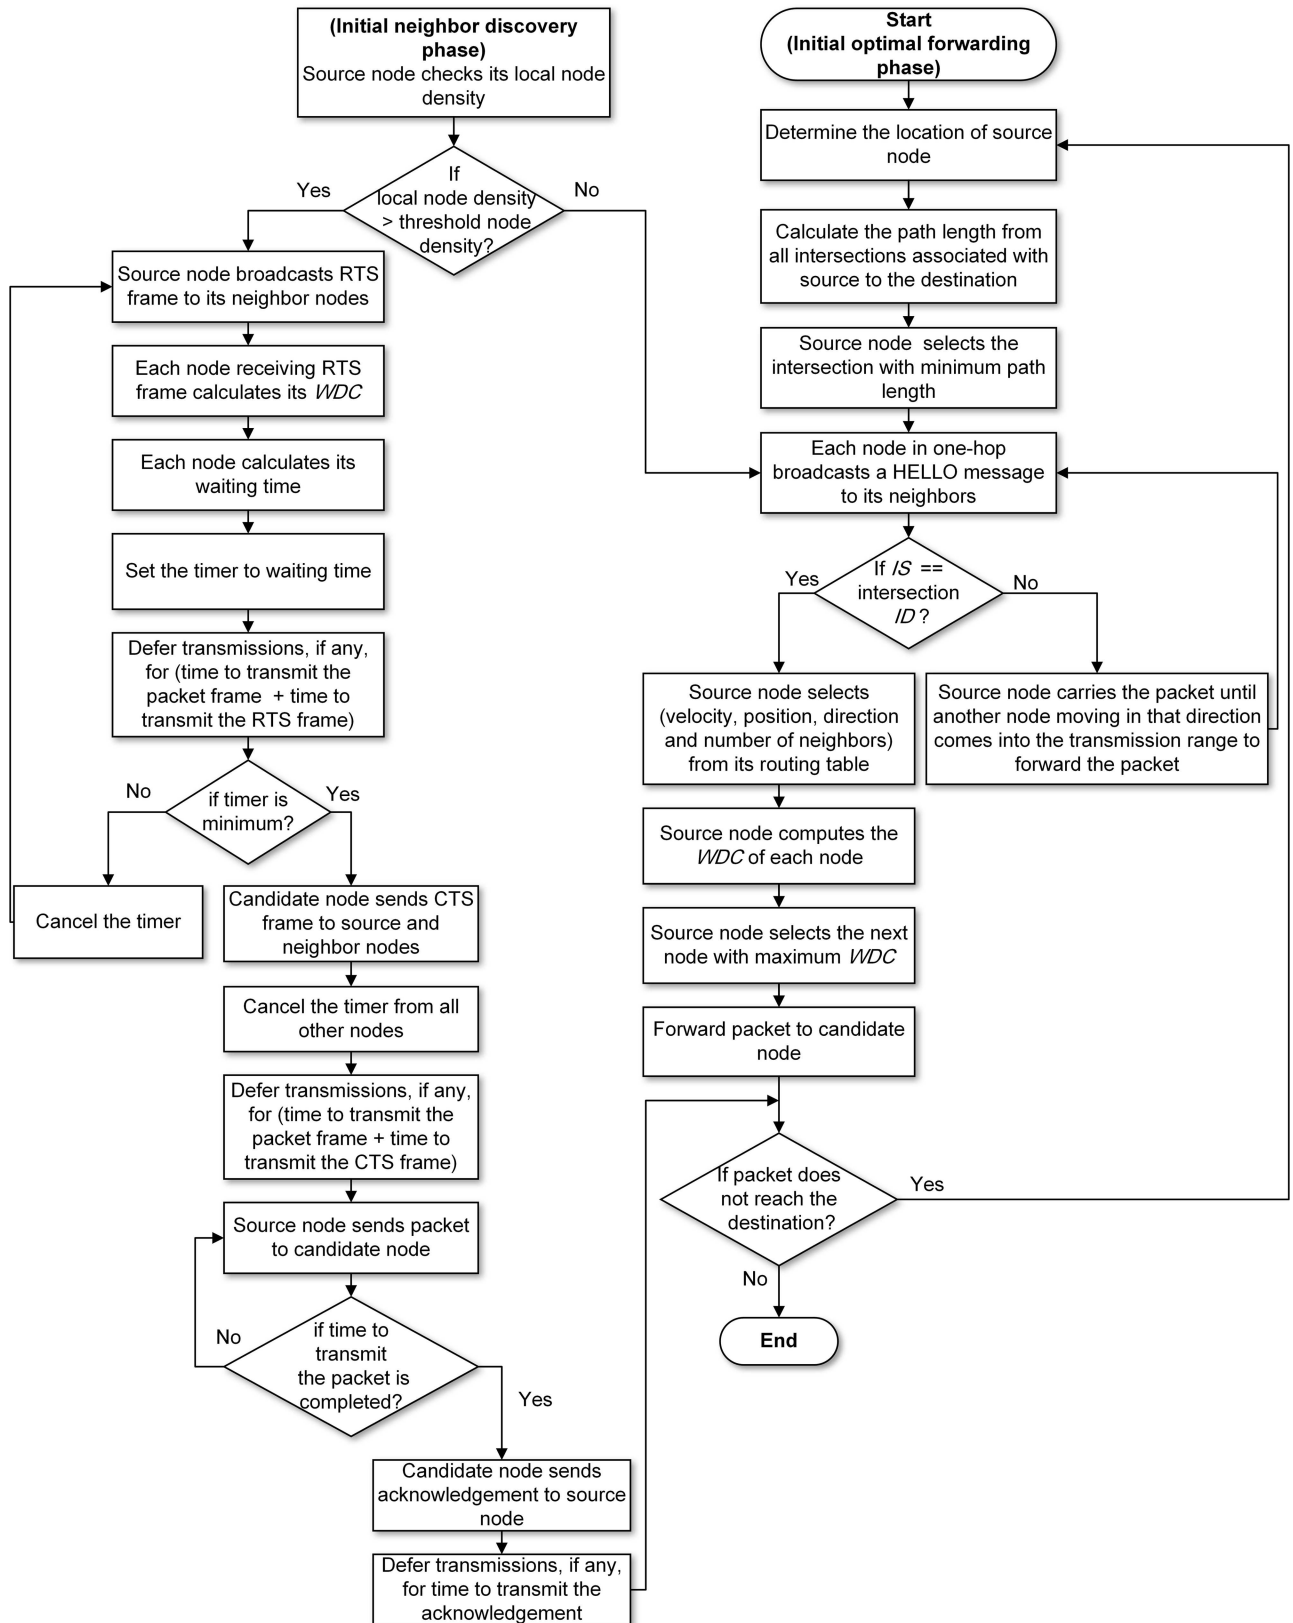 (Initial neighbor discovery
phase)
Source node checks its local node
density
If
local node density
> threshold node
density?
Yes
No
Source node broadcasts RTS
frame to its neighbor nodes
Each node receiving RTS
frame calculates its WDC
Each node calculates its
waiting time
Set the timer to waiting time
Defer transmissions, if any,
for (time to transmit the
packet frame + time to
transmit the RTS frame)
if timer is
minimum?
No
Yes
Cancel the timer
Candidate node sends CTS
frame to source and
neighbor nodes
Cancel the timer from all
other nodes
Defer transmissions, if any,
for (time to transmit the
packet frame + time to
transmit the CTS frame)
Source node sends packet
to candidate node
if time to
transmit
the packet is
completed?
No
Yes
Candidate node sends
acknowledgement to source
node
Defer transmissions, if any,
for time to transmit the
acknowledgement
Start
(Initial optimal forwarding
phase)
Determine the location of source
node
Calculate the path length from
all intersections associated with
source to the destination
Source node selects the
intersection with minimum path
length
Each node in one-hop
broadcasts a HELLO message
to its neighbors
If IS ==
intersection
ID ?
Yes
No
Source node selects
(velocity, position, direction
and number of neighbors)
from its routing table
Source node carries the packet until
another node moving in that direction
comes into the transmission range to
forward the packet
Source node computes the
WDC of each node
Source node selects the next
node with maximum WDC
Forward packet to candidate
node
If packet does
not reach the
destination?
Yes
No
End